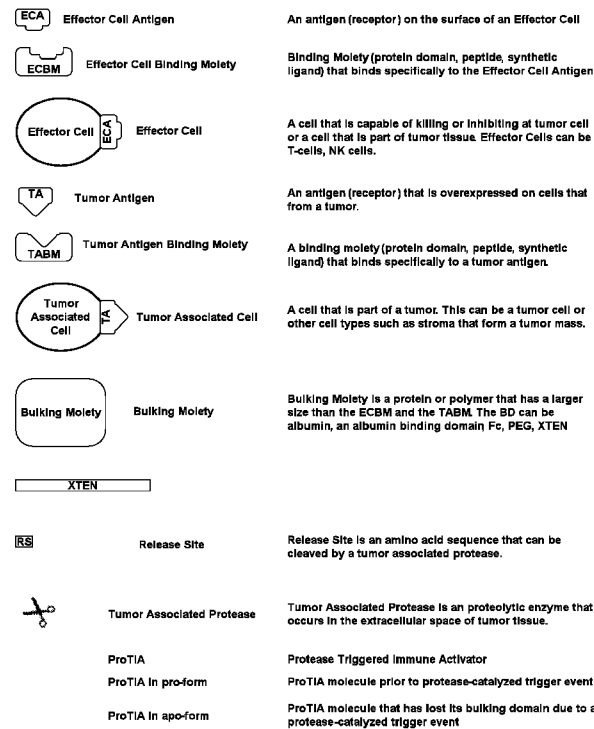 ECA Effector Cell Antigen An antigen (receptor) on the surface of an Effector Cell
ECBM Effector Cell Binding Moiety Binding Moiety (protein domain, peptide, synthetic
ligand) that binds specifically to the Effector Cell Antigen
Effector Cell ECA Effector Cell A cell that is capable of killing or inhibiting at tumor cell
or a cell that is part of tumor tissue. Effector Cells can be
T-cells, NK cells.
TA Tumor Antigen An antigen (receptor) that is overexpressed on cells that
from a tumor.
TABM Tumor Antigen Binding Moiety A binding moiety (protein domain, peptide, synthetic
ligand) that binds specifically to a tumor antigen.
Tumor
Associated
Cell
TA Tumor Associated Cell A cell that is part of a tumor. This can be a tumor cell or
other cell types such as stroma that form a tumor mass.
Bulking Moiety Bulking Moiety Bulking Moiety is a protein or polymer that has a larger
size than the ECBM and the TABM. The BD can be
albumin, an albumin binding domain, Fc, PEG, XTEN
XTEN
RS Release Site Release Site is an amino acid sequence that can be
cleaved by a tumor associated protease.
Tumor Associated Protease Tumor Associated Protease is an proteolytic enzyme that
occurs in the extracellular space of tumor tissue.
ProTIA Protease Triggered Immune Activator
ProTIA in pro-form ProTIA molecule prior to protease-catalyzed trigger event
ProTIA in apo-form ProTIA molecule that has lost its bulking domain due to a
protease-catalyzed trigger event